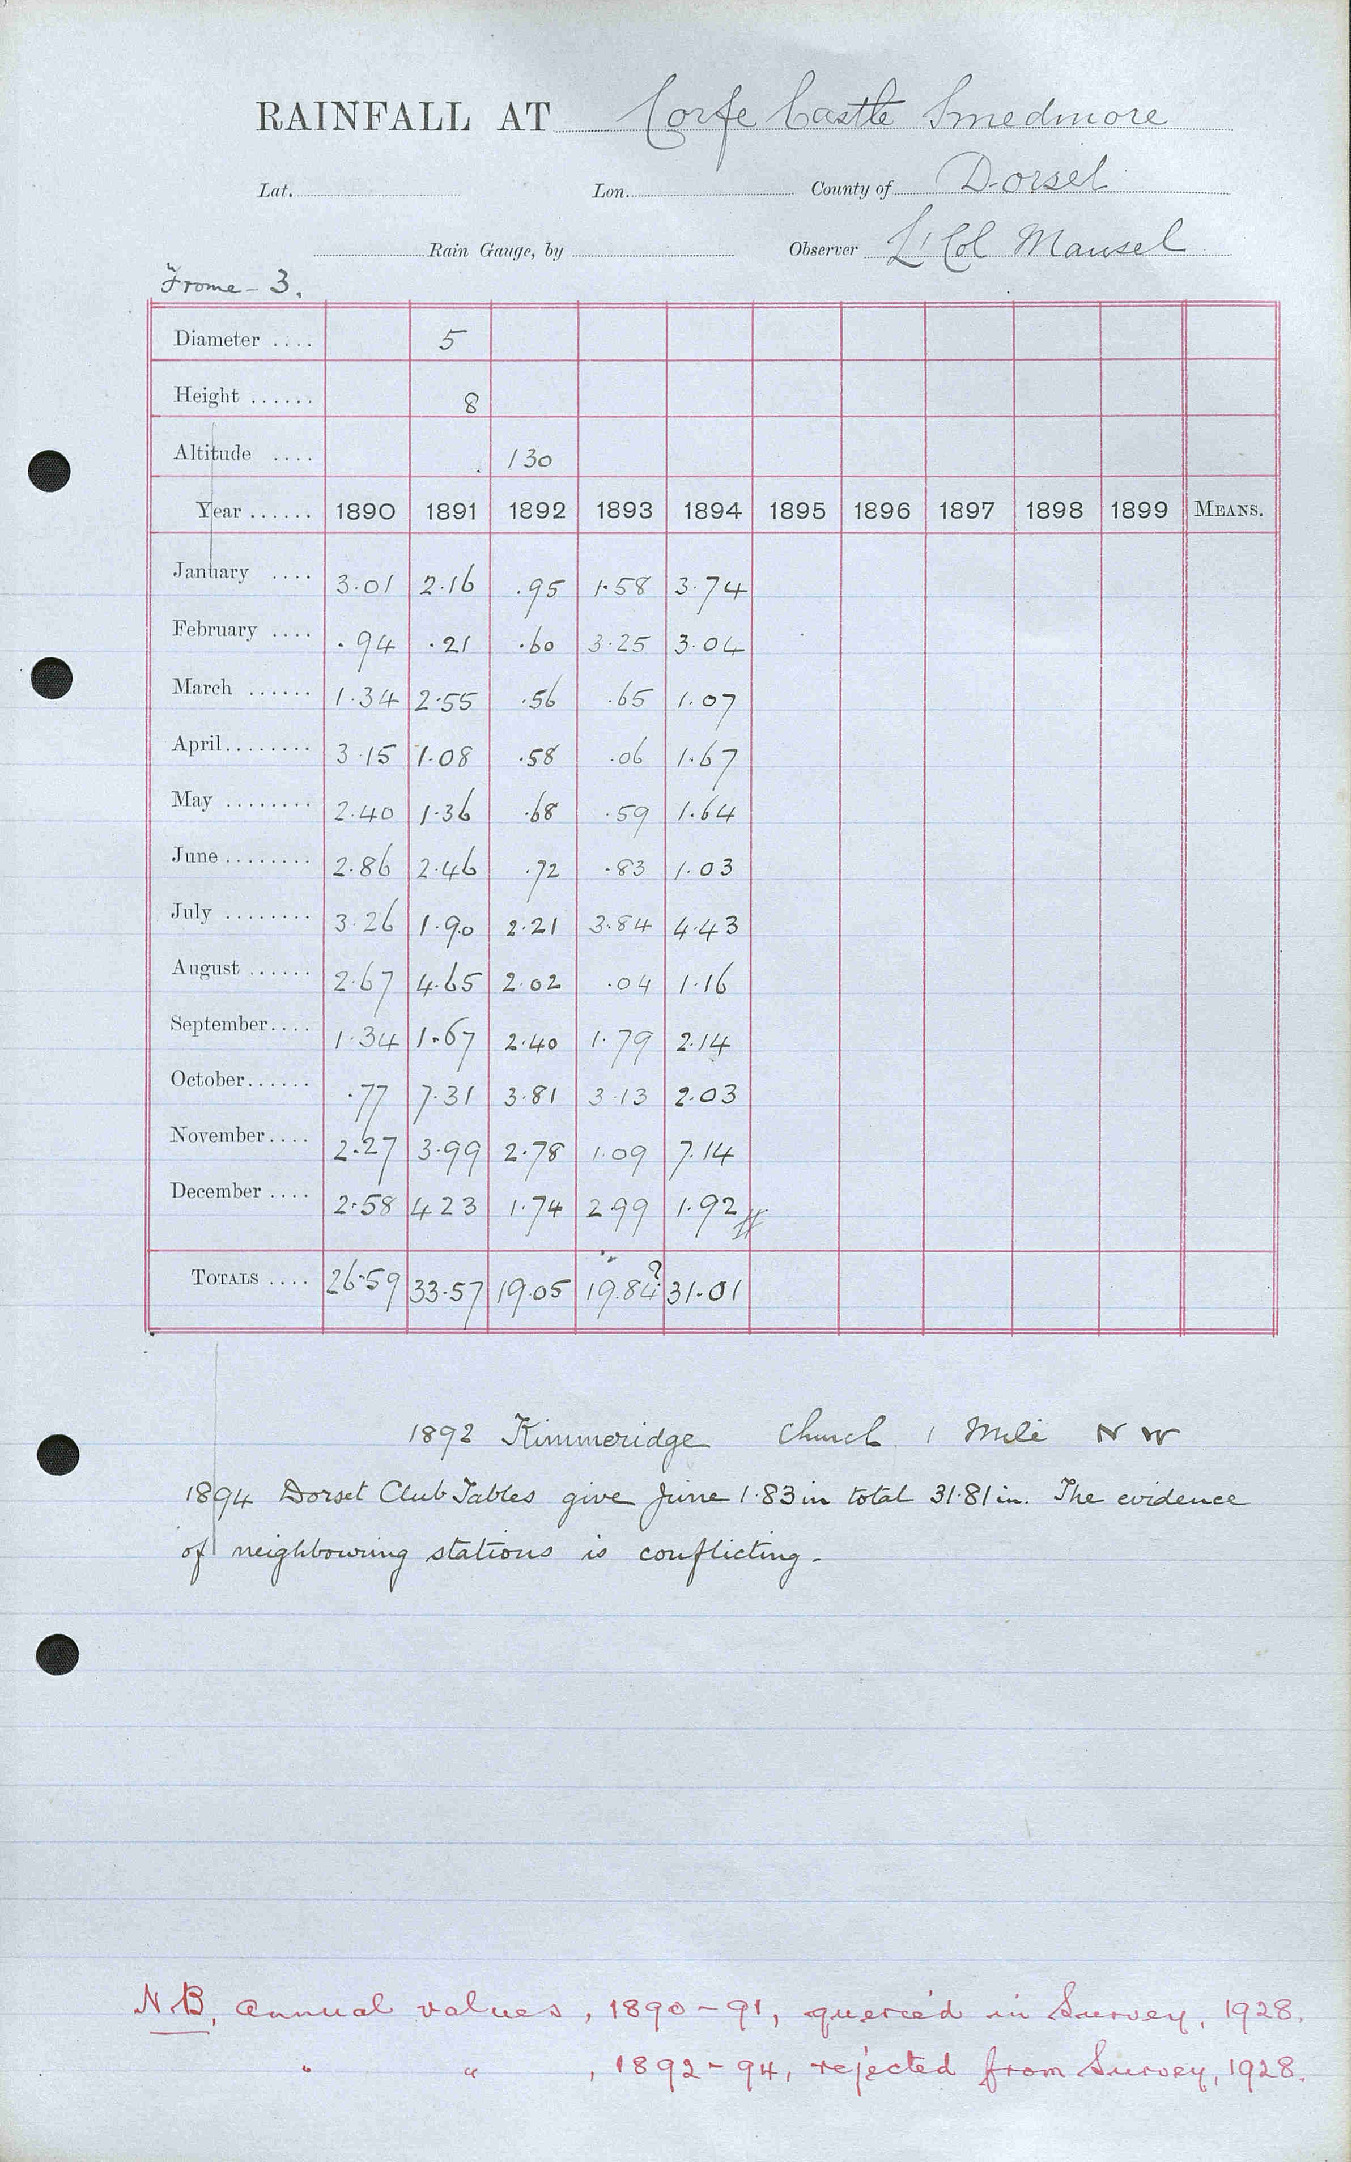 RAINFALL AT Corfe Castle Smedmore
Lat. Lon. County of Dorset
Rain Gauge, by Observer Lt Col Mansel
Frome - 3.
Diameter .... 5
Height ...... 8
Altitude .... 130
Year ...... 1890 1891 1892 1893 1894 1895 1896 1897 1898 1899 MEANS.
January .... 3.01 2.16 .95 1.58 3.74
February .... .94 .21 .60 3.25 3.04
March ...... 1.34 2.55 .56 .65 1.07
April........ 3.15 1.08 .58 .06 1.67
May ........ 2.40 1.36 .68 .59 1.64
June........ 2.86 2.46 .72 .83 1.03
July ........ 3.26 1.90 2.21 3.84 4.43
August ...... 2.67 4.65 2.02 .04 1.16
September.... 1.34 1.67 2.40 1.79 2.14
October...... .77 7.31 3.81 3.13 2.03
November.... 2.27 3.99 2.78 1.09 7.14
December .... 2.58 4.23 1.74 2.99 1.92
TOTALS .... 26.59 33.57 19.05 19.84? 31.01
1892 Kimmeridge Church 1 Mile N W
1894 Dorset Club Tables give June 1.83 in total 31.81 in. The evidence
of neighbouring stations is conflicting.
N.B, annual values, 1890-91, queried in Survey, 1928.
" " , 1892-94, rejected from Survey, 1928.